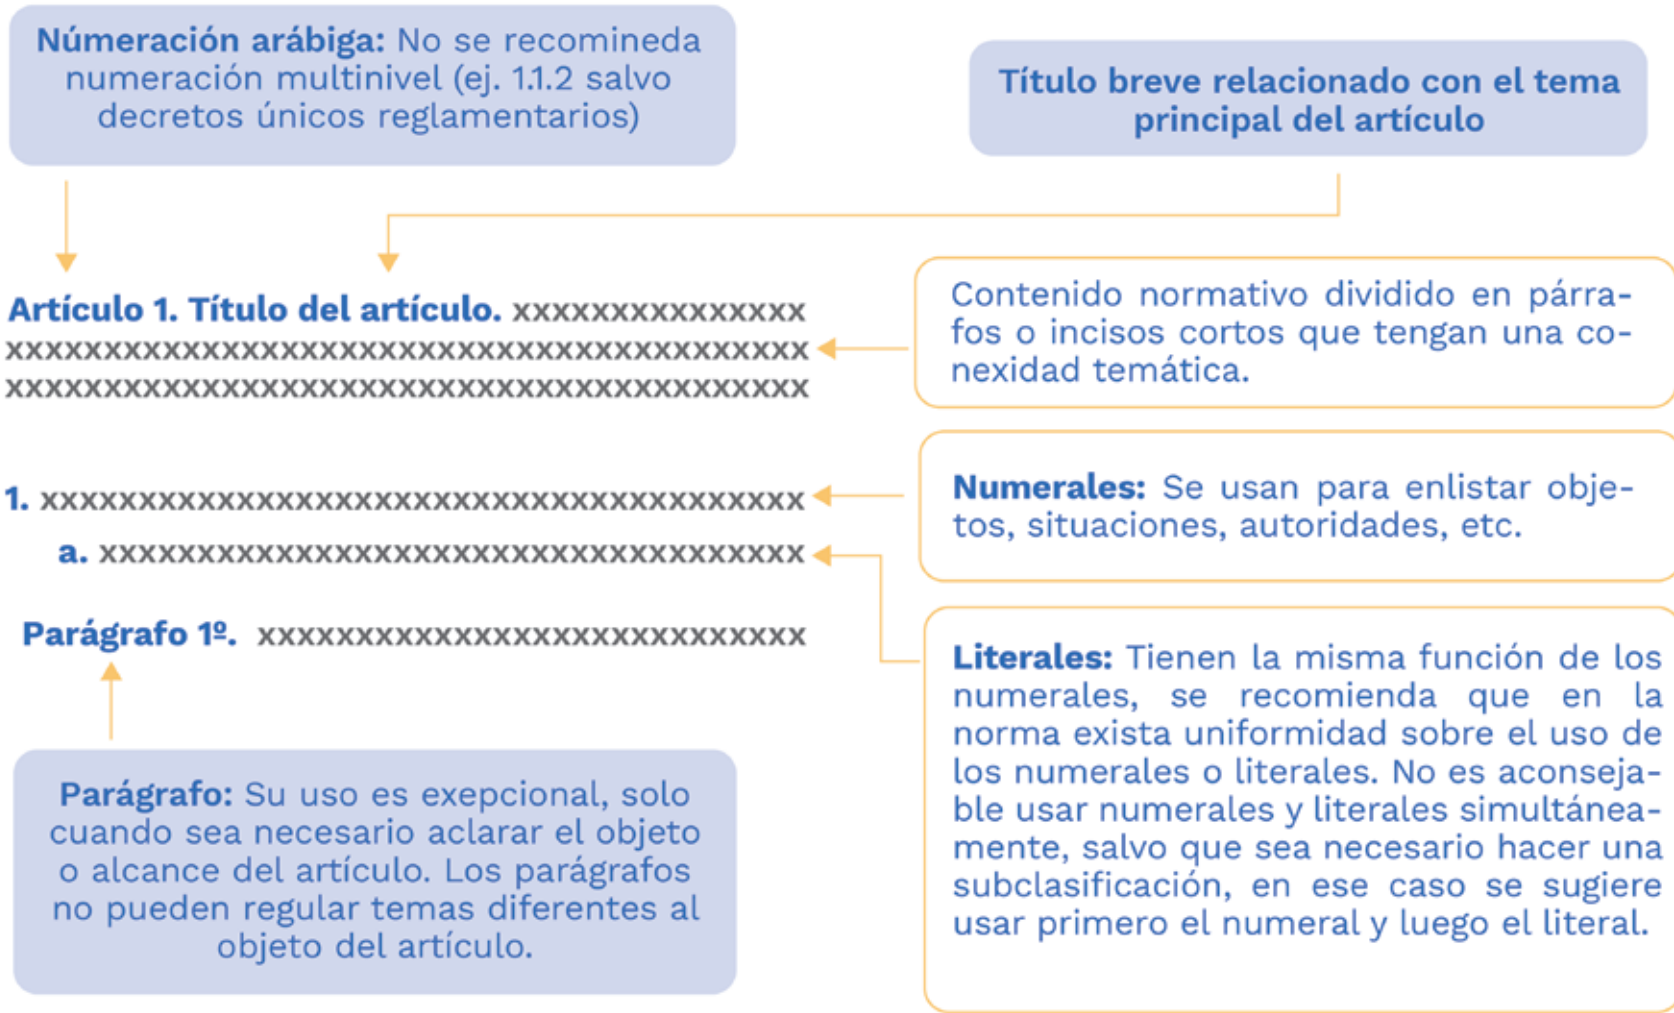 Númeración arábiga: No se recomineda
numeración multinivel (ej. 1.1.2 salvo
decretos únicos reglamentarios)
Título breve relacionado con el tema
principal del artículo
Artículo 1. Título del artículo. xxxxxxxxxxxxxxx
xxxxxxxxxxxxxxxxxxxxxxxxxxxxxxxxxxxxxxxxx
xxxxxxxxxxxxxxxxxxxxxxxxxxxxxxxxxxxxxxxxx
Contenido normativo dividido en párra-
fos o incisos cortos que tengan una co-
nexidad temática.
1. xxxxxxxxxxxxxxxxxxxxxxxxxxxxxxxxxxxxxxx
Numerales: Se usan para enlistar obje-
tos, situaciones, autoridades, etc.
a. xxxxxxxxxxxxxxxxxxxxxxxxxxxxxxxxxxxx
Parágrafo 1º. xxxxxxxxxxxxxxxxxxxxxxxxxxxx
Literales: Tienen la misma función de los
numerales, se recomienda que en la
norma exista uniformidad sobre el uso de
los numerales o literales. No es aconseja-
ble usar numerales y literales simultánea-
mente, salvo que sea necesario hacer una
subclasificación, en ese caso se sugiere
usar primero el numeral y luego el literal.
Parágrafo: Su uso es exepcional, solo
cuando sea necesario aclarar el objeto
o alcance del artículo. Los parágrafos
no pueden regular temas diferentes al
objeto del artículo.